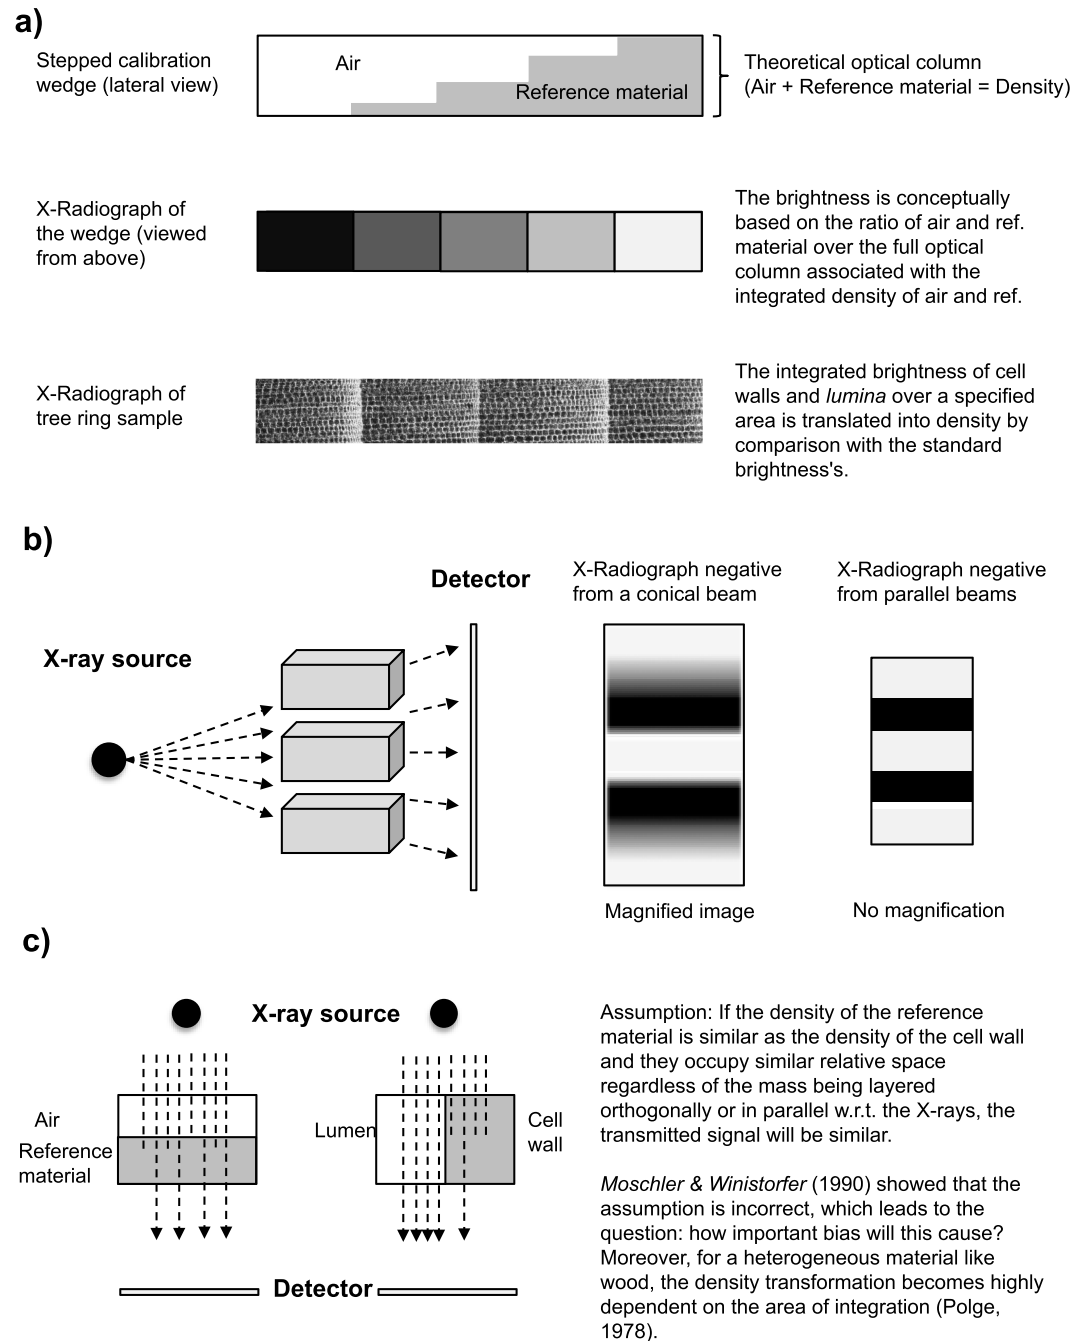 a)
Stepped calibration
wedge (lateral view)
Air
Reference material
Theoretical optical column
(Air + Reference material = Density)
X-Radiograph of
the wedge (viewed
from above)
The brightness is conceptually
based on the ratio of air and ref.
material over the full optical
column associated with the
integrated density of air and ref.
X-Radiograph of
tree ring sample
The integrated brightness of cell
walls and lumina over a specified
area is translated into density by
comparison with the standard
brightness's.
b)
Detector
X-ray source
X-Radiograph negative
from a conical beam
X-Radiograph negative
from parallel beams
Magnified image
No magnification
c)
X-ray source
Air
Reference
material
Lumen
Cell
wall
Detector
Assumption: If the density of the reference
material is similar as the density of the cell wall
and they occupy similar relative space
regardless of the mass being layered
orthogonally or in parallel w.r.t. the X-rays, the
transmitted signal will be similar.
Moschler & Winistorfer (1990) showed that the
assumption is incorrect, which leads to the
question: how important bias will this cause?
Moreover, for a heterogeneous material like
wood, the density transformation becomes highly
dependent on the area of integration (Polge,
1978).